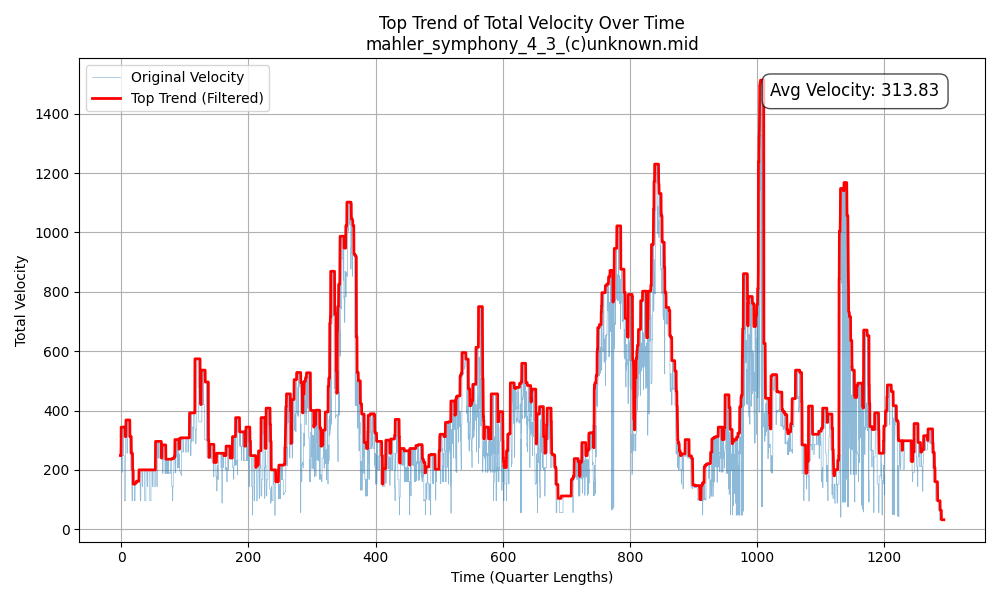 Top Trend of Total Velocity Over Time
mahler_symphony_4_3_(c)unknown.mid
Original Velocity
Top Trend (Filtered)
Avg Velocity: 313.83
Total Velocity
1400
1200
1000
800
600
400
200
0
0 200 400 600 800 1000 1200
Time (Quarter Lengths)